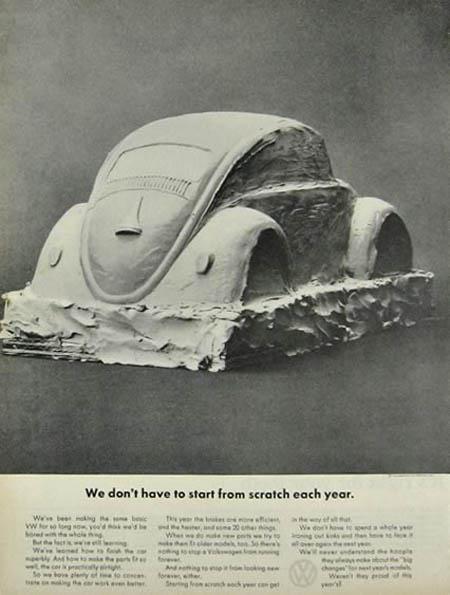 We don't have to start from scratch each year.
We've been making the same basic
VW for so long now, you'd think we'd be
bored with the whole thing.
But the fact is, we're still learning.
We've learned how to finish the car
superbly. And how to make the parts fit so
well, the car is practically airtight.
So we have plenty of time to concen-
trate on making the car work even better.
This year the brakes are more efficient,
and the heater, and some 20 other things.
When we do make new parts we try to
make them fit older models, too. So there's
nothing to stop a Volkswagen from running
forever.
And nothing to stop it from looking new
forever, either.
Starting from scratch each year can get
in the way of all that.
We don't have to spend a whole year
ironing out kinks and then have to face it
all over again the next year.
We'll never understand the hoopla
they always make about the "big
changes" for next year's models.
Weren't they proud of this
year's?